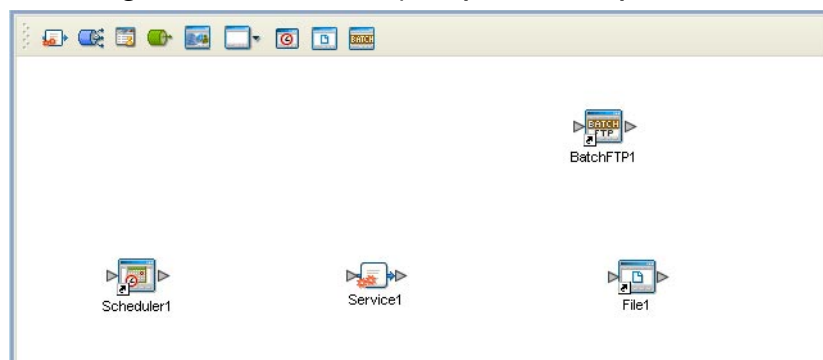 BATCH
BATCH
FTP
BatchFTP1
Scheduler1
Service1
File1